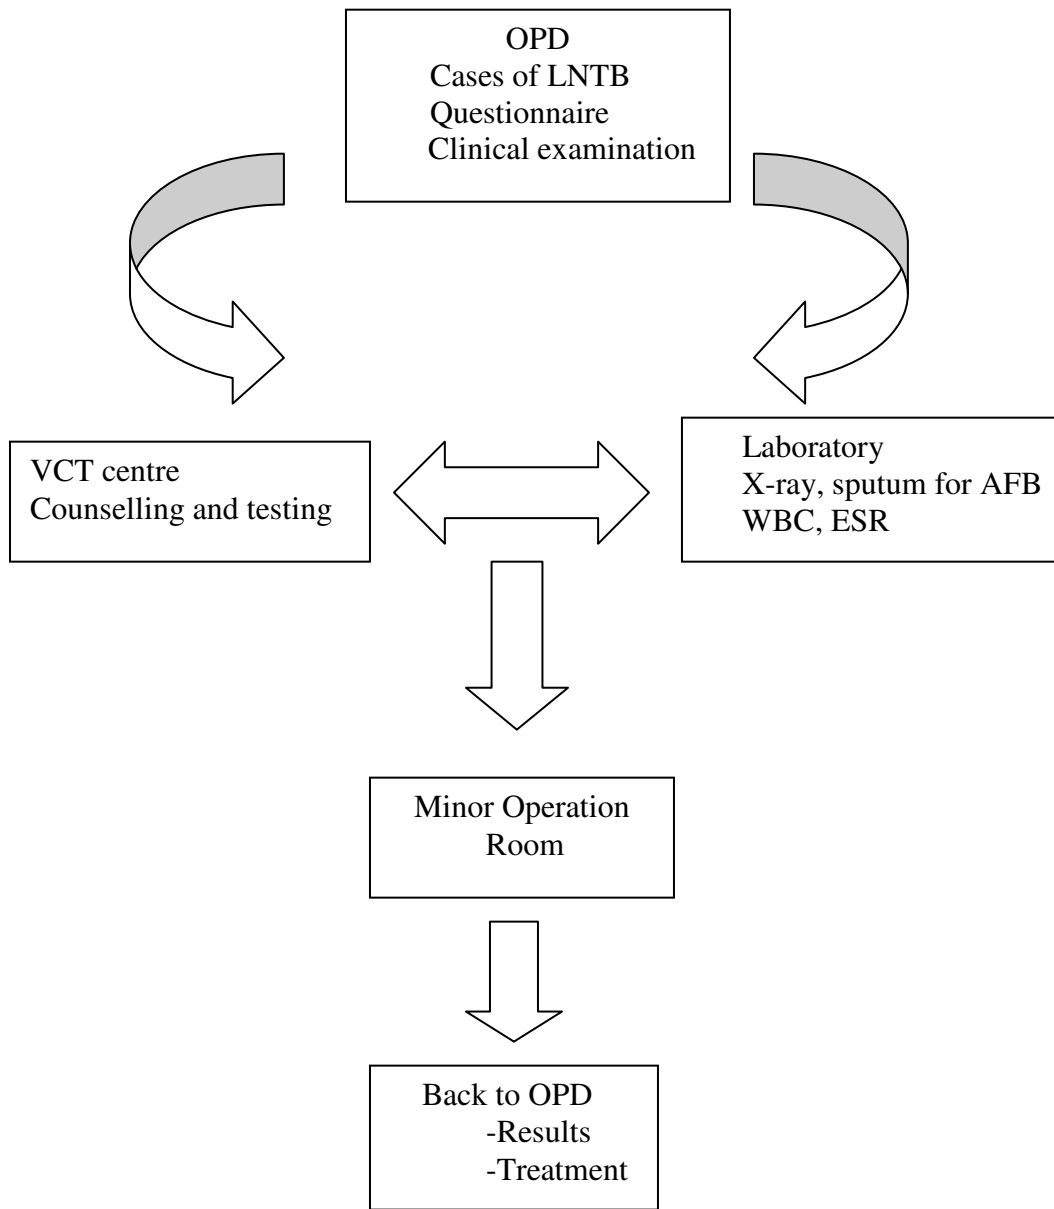 OPD
Cases of LNTB
Questionnaire
Clinical examination
VCT centre
Counselling and testing
Laboratory
X-ray, sputum for AFB
WBC, ESR
Minor Operation
Room
Back to OPD
-Results
-Treatment